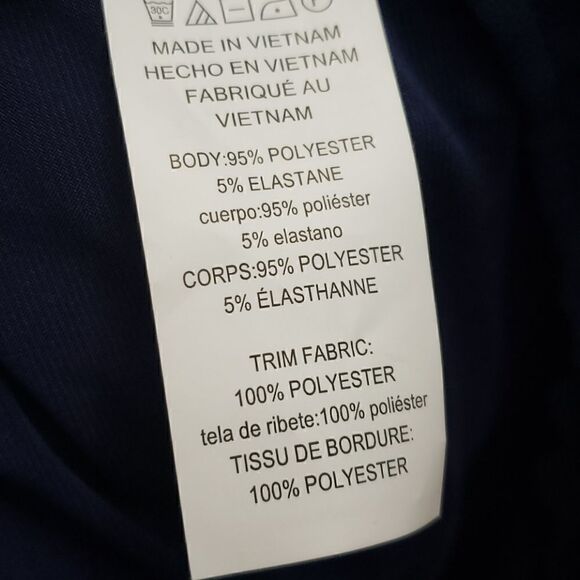 30C
P
MADE IN VIETNAM
HECHO EN VIETNAM
FABRIQUÉ AU
VIETNAM
BODY:95% POLYESTER
5% ELASTANE
cuerpo:95% poliéster
5% elastano
CORPS:95% POLYESTER
5% ÉLASTHANNE
TRIM FABRIC:
100% POLYESTER
tela de ribete:100% poliéster
TISSU DE BORDURE:
100% POLYESTER